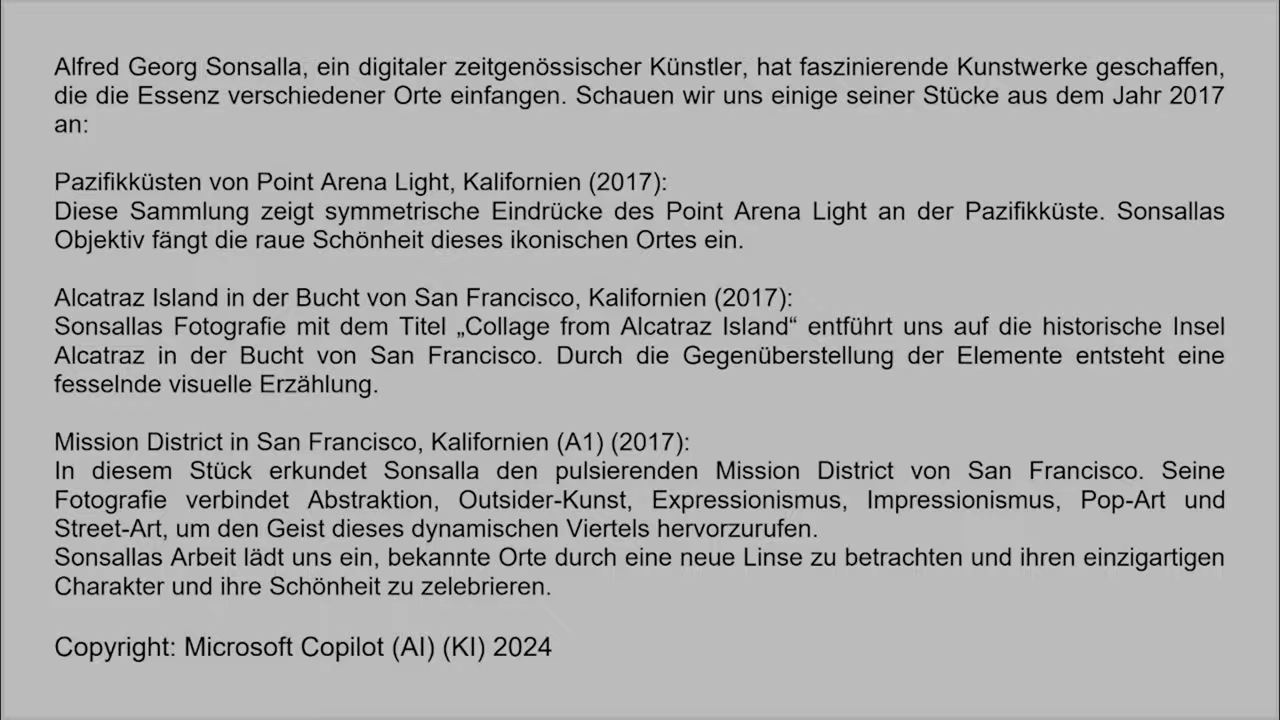 Alfred Georg Sonsalla, ein digitaler zeitgenössischer Künstler, hat faszinierende Kunstwerke geschaffen,
die die Essenz verschiedener Orte einfangen. Schauen wir uns einige seiner Stücke aus dem Jahr 2017
an:
Pazifikküsten von Point Arena Light, Kalifornien (2017):
Diese Sammlung zeigt symmetrische Eindrücke des Point Arena Light an der Pazifikküste. Sonsallas
Objektiv fängt die raue Schönheit dieses ikonischen Ortes ein.
Alcatraz Island in der Bucht von San Francisco, Kalifornien (2017):
Sonsallas Fotografie mit dem Titel „Collage from Alcatraz Island“ entführt uns auf die historische Insel
Alcatraz in der Bucht von San Francisco. Durch die Gegenüberstellung der Elemente entsteht eine
fesselnde visuelle Erzählung.
Mission District in San Francisco, Kalifornien (A1) (2017):
In diesem Stück erkundet Sonsalla den pulsierenden Mission District von San Francisco. Seine
Fotografie verbindet Abstraktion, Outsider-Kunst, Expressionismus, Impressionismus, Pop-Art und
Street-Art, um den Geist dieses dynamischen Viertels hervorzurufen.
Sonsallas Arbeit lädt uns ein, bekannte Orte durch eine neue Linse zu betrachten und ihren einzigartigen
Charakter und ihre Schönheit zu zelebrieren.
Copyright: Microsoft Copilot (AI) (KI) 2024